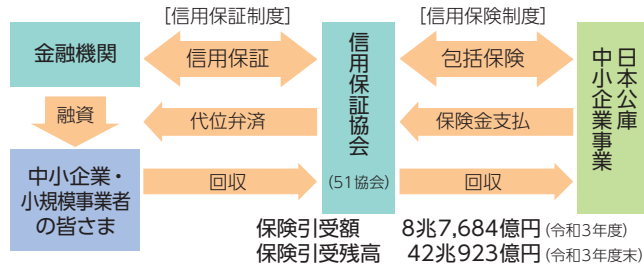 [信用保証制度]
[信用保険制度]
金融機関
信用保証
信用保証協会
(51協会)
包括保険
日本公庫
中小企業事業
融資
代位弁済
保険金支払
中小企業・
小規模事業者
の皆さま
回収
回収
保険引受額 8兆7,684億円(令和3年度)
保険引受残高 42兆923億円(令和3年度末)